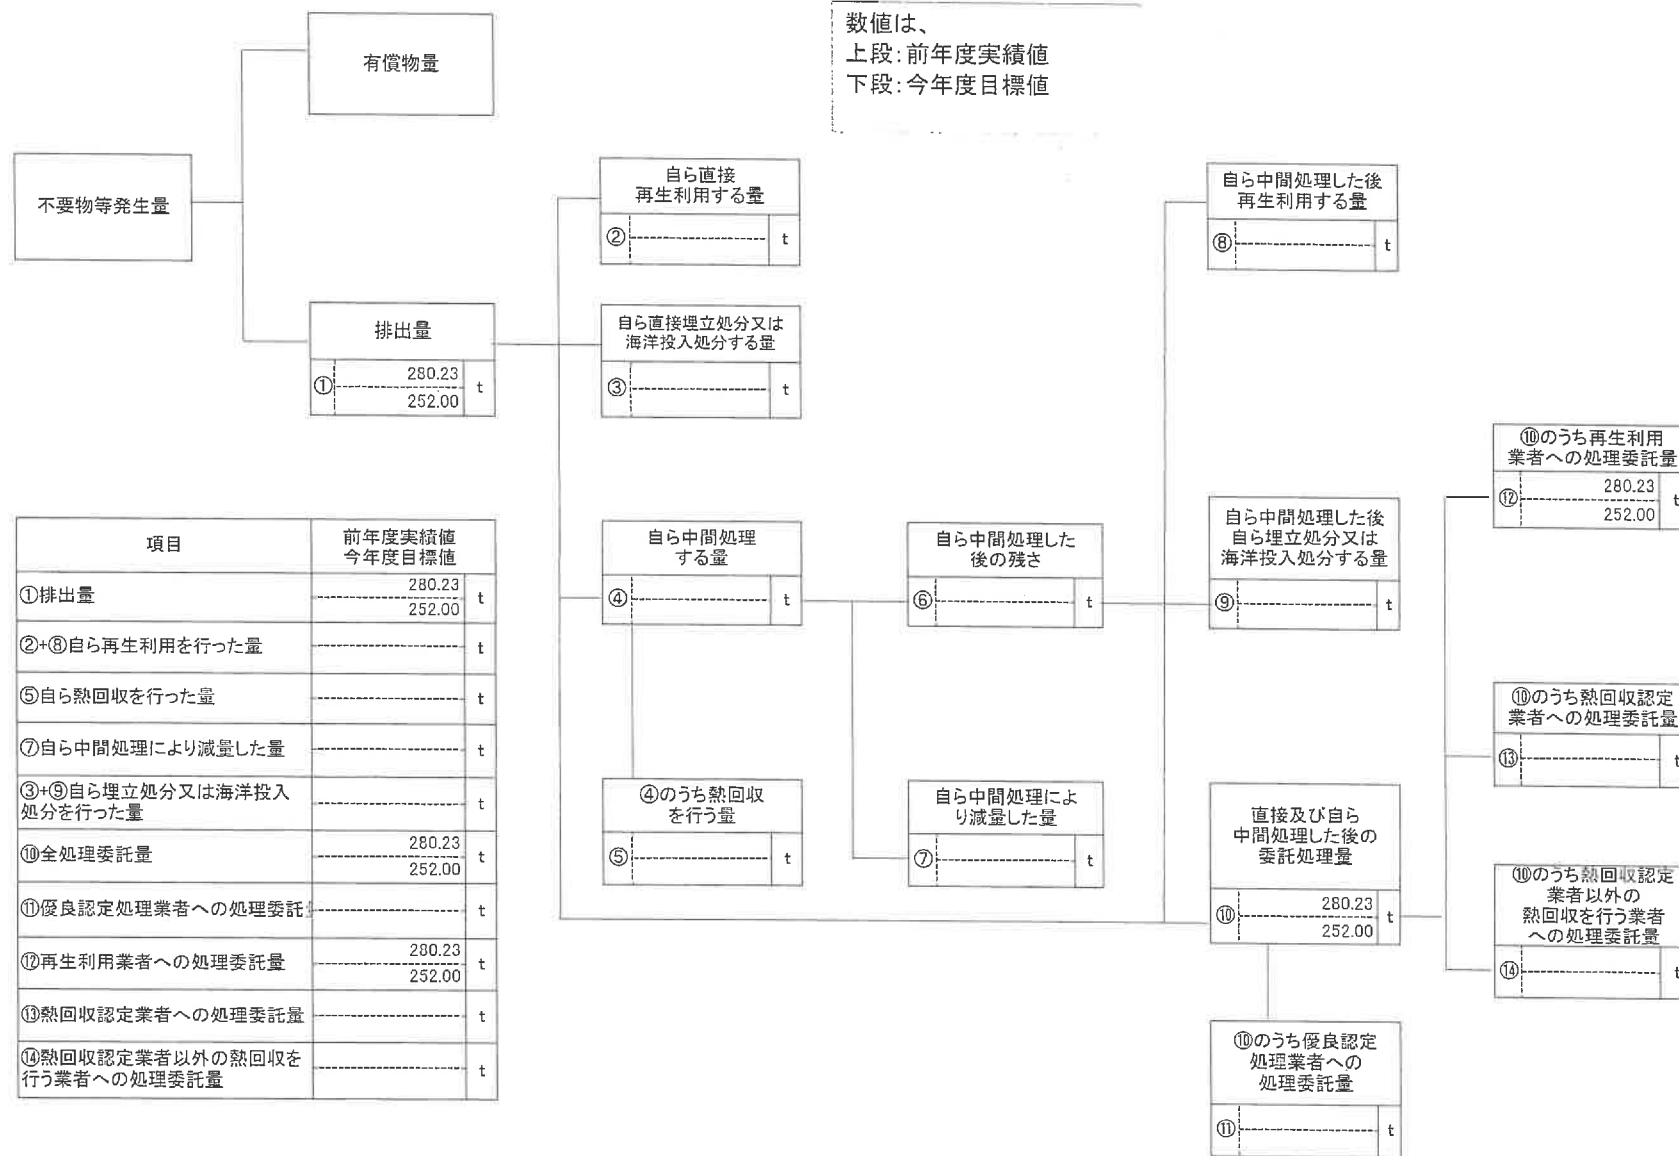 数値は、
上段:前年度実績値
下段:今年度目標値
有償物量
不要物等発生量
排出量
① 280.23 t
252.00
自ら直接
再生利用する量
② t
自ら直接埋立処分又は
海洋投入処分する量
③ t
自ら中間処理
する量
④ t
④のうち熱回収
を行う量
⑤ t
自ら中間処理した
後の残さ
⑥ t
自ら中間処理によ
り減量した量
⑦ t
自ら中間処理した後
再生利用する量
⑧ t
自ら中間処理した後
自ら埋立処分又は
海洋投入処分する量
⑨ t
直接及び自ら
中間処理した後の
委託処理量
⑩ 280.23 t
252.00
⑩のうち優良認定
処理業者への
処理委託量
⑪ t
⑩のうち再生利用
業者への処理委託量
⑫ 280.23 t
252.00
⑩のうち熱回収認定
業者への処理委託量
⑬ t
⑩のうち熱回収認定
業者以外の
熱回収を行う業者
への処理委託量
⑭ t
項目 前年度実績値
今年度目標値
①排出量 280.23 t
252.00
②+⑧自ら再生利用を行った量 t
⑤自ら熱回収を行った量 t
⑦自ら中間処理により減量した量 t
③+⑨自ら埋立処分又は海洋投入
処分を行った量 t
⑩全処理委託量 280.23 t
252.00
⑪優良認定処理業者への処理委託 t
⑫再生利用業者への処理委託量 280.23 t
252.00
⑬熱回収認定業者への処理委託量 t
⑭熱回収認定業者以外の熱回収を
行う業者への処理委託量 t